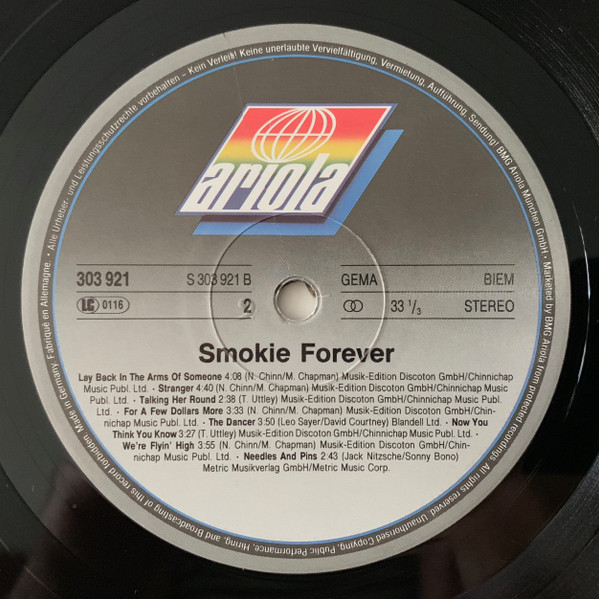 Alle Urheber- und Leistungsschutzrechte vorbehalten – Kein Verleih! Keine unerlaubte Vervielfältigung, Vermietung, Aufführung, Sendung! BMG Ariola München GmbH • Marketed by BMG Ariola from protected recordings. All rights reserved. Unauthorised Copying, Public Performance, Hiring, and Broadcasting of this record forbidden Made in Germany. Fabriqué en Allemagne. •
ariola
303 921 S 303 921 B GEMA BIEM
LC 0116 2 33 1/3 STEREO
Smokie Forever
Lay Back In The Arms Of Someone 4:08 (N. Chinn/M. Chapman) Musik-Edition Discoton GmbH/Chinnichap
Music Publ. Ltd. · Stranger 4:40 (N. Chinn/M. Chapman) Musik-Edition Discoton GmbH/Chinnichap Music
Publ. Ltd. · Talking Her Round 2:38 (T. Uttley) Musik-Edition Discoton GmbH/Chinnichap Music Publ.
Ltd. · For A Few Dollars More 3:33 (N. Chinn/M. Chapman) Musik-Edition Discoton GmbH/Chin-
nichap Music Publ. Ltd. · The Dancer 3:50 (Leo Sayer/David Courtney) Blandell Ltd. · Now You
Think You Know 3:27 (T. Uttley) Musik-Edition Discoton GmbH/Chinnichap Music Publ. Ltd.
· We're Flyin' High 3:55 (N. Chinn/M. Chapman) Musik-Edition Discoton GmbH/Chin-
nichap Music Publ. Ltd. · Needles And Pins 2:43 (Jack Nitzsche/Sonny Bono)
Metric Musikverlag GmbH/Metric Music Corp.